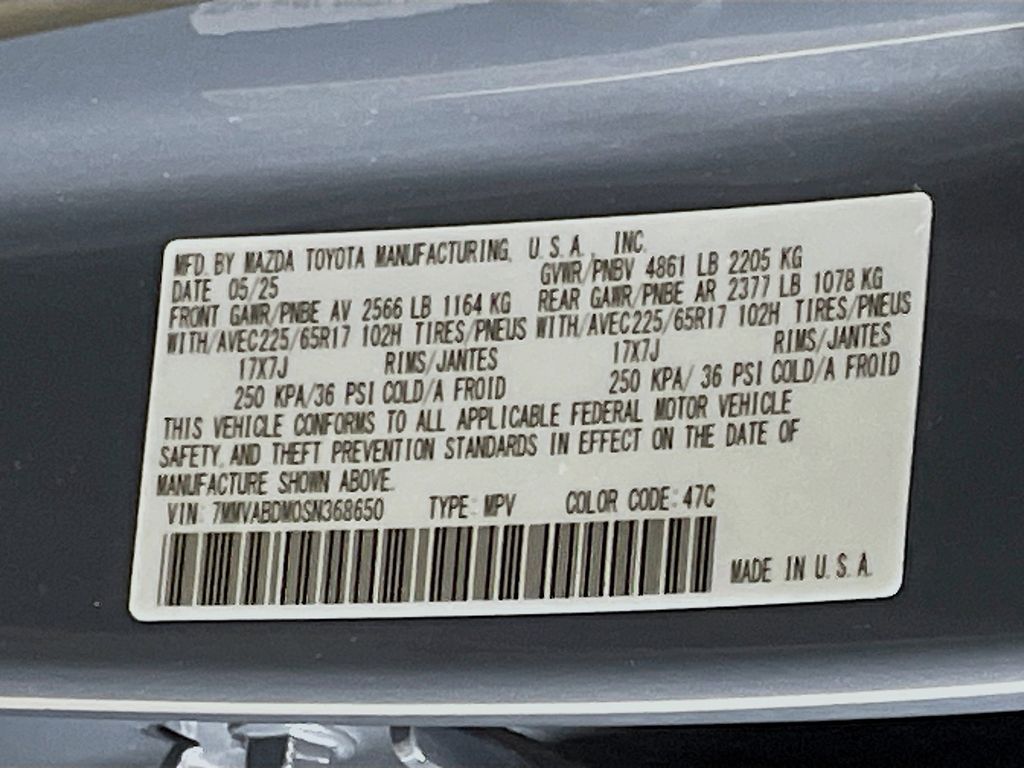 MFD. BY MAZDA TOYOTA MANUFACTURING, U.S.A., INC.
DATE 05/25 GVWR/PNBV 4861 LB 2205 KG
FRONT GAWR/PNBE AV 2566 LB 1164 KG REAR GAWR/PNBE AR 2377 LB 1078 KG
WITH/AVEC225/65R17 102H TIRES/PNEUS WITH/AVEC225/65R17 102H TIRES/PNEUS
17X7J RIMS/JANTES 17X7J RIMS/JANTES
250 KPA/36 PSI COLD/A FROID 250 KPA/ 36 PSI COLD/A FROID
THIS VEHICLE CONFORMS TO ALL APPLICABLE FEDERAL MOTOR VEHICLE
SAFETY, AND THEFT PREVENTION STANDARDS IN EFFECT ON THE DATE OF
MANUFACTURE SHOWN ABOVE.
VIN: 7MMVABDM0SN368650 TYPE: MPV COLOR CODE: 47C
MADE IN U.S.A.